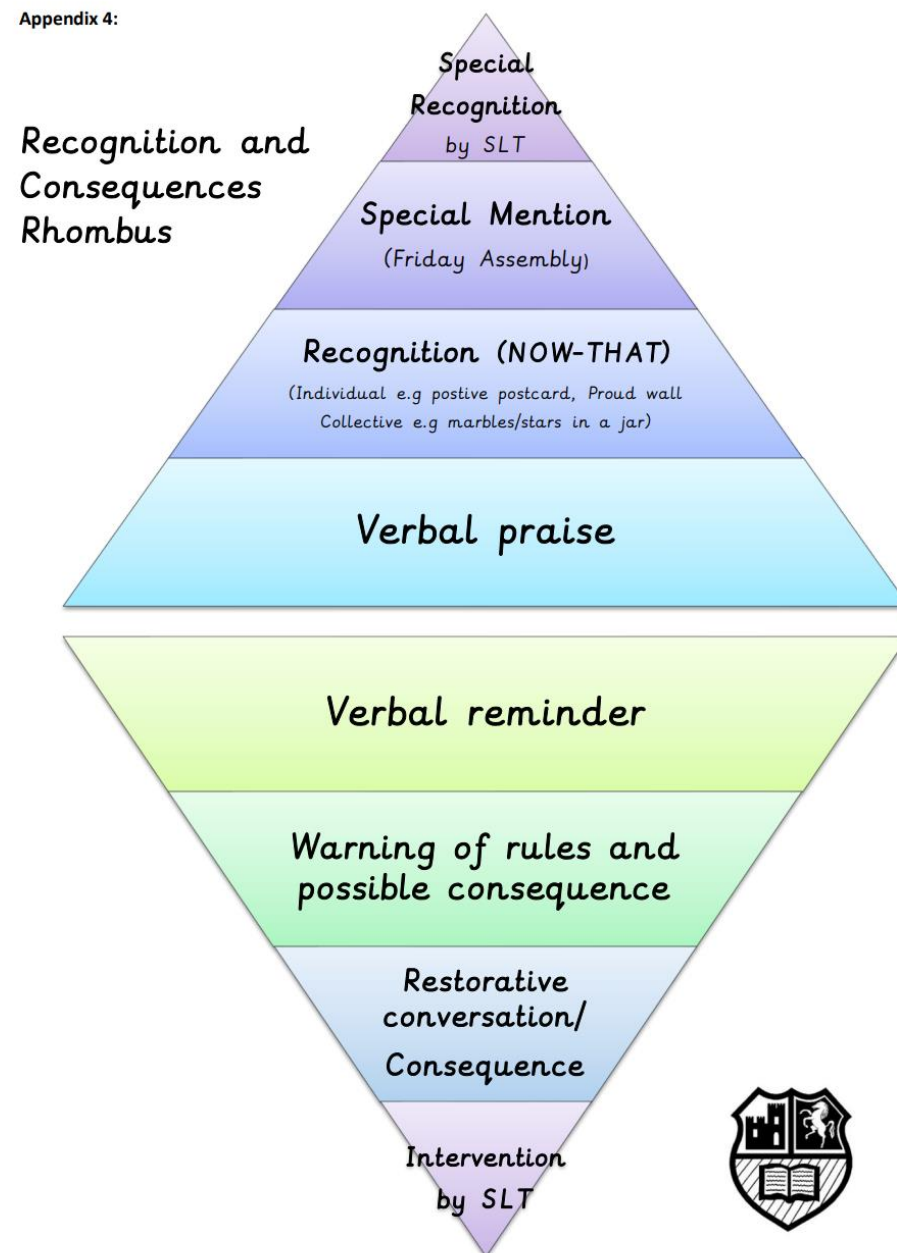 Appendix 4:
Recognition and
Consequences
Rhombus
Special
Recognition
by SLT
Special Mention
(Friday Assembly)
Recognition (NOW-THAT)
(Individual e.g postive postcard, Proud wall
Collective e.g marbles/stars in a jar)
Verbal praise
Verbal reminder
Warning of rules and
possible consequence
Restorative
conversation/
Consequence
Intervention
by SLT